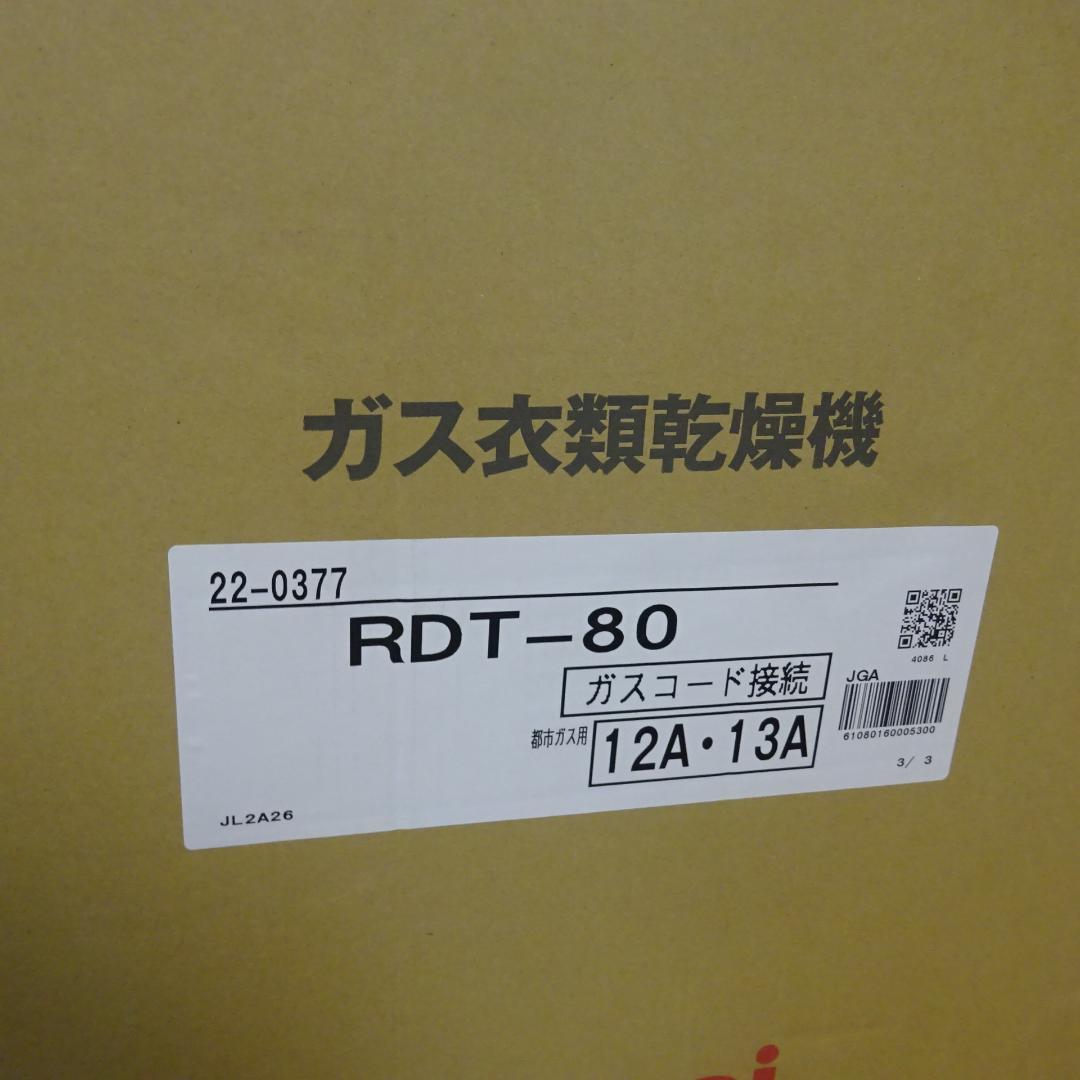 ガス衣類乾燥機
22-0377
RDT-80
ガスコード接続
都市ガス用 12A・13A
4086 L
JGA
61080160005300
3/ 3
JL2A26